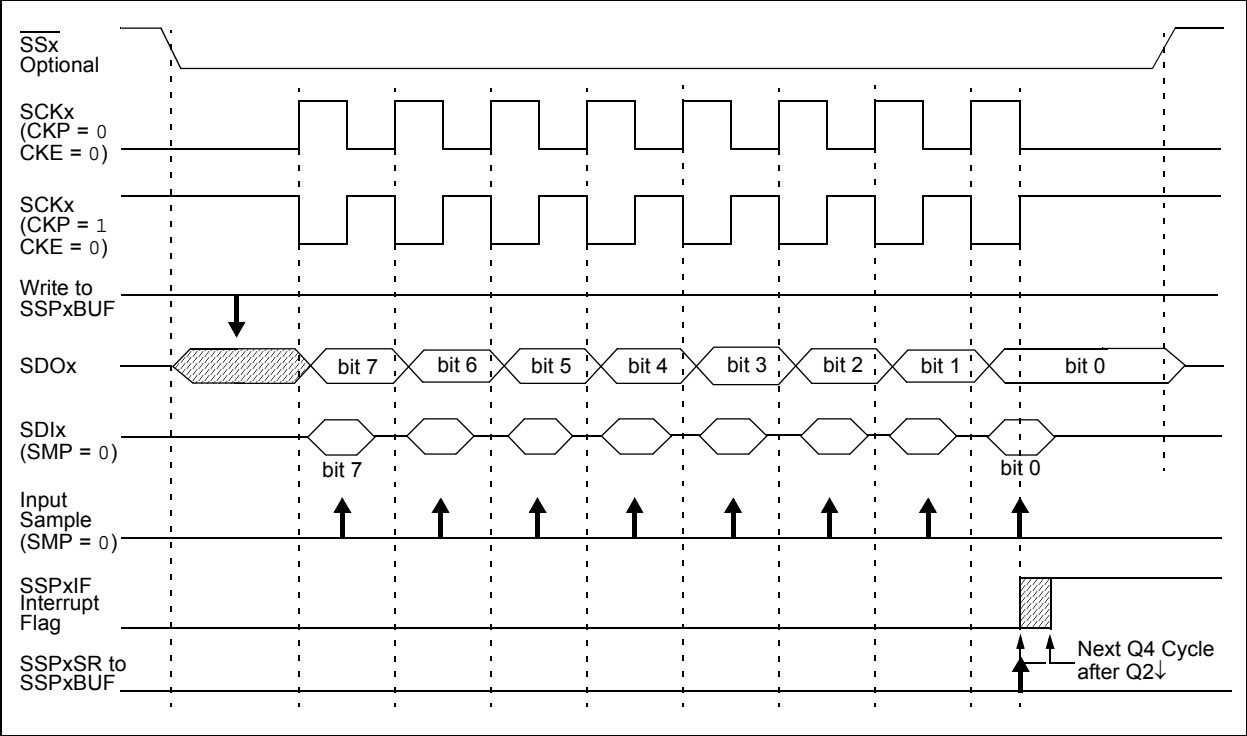 SSx
Optional
SCKx
(CKP = 0
CKE = 0)
SCKx
(CKP = 1
CKE = 0)
Write to
SSPxBUF
SDOx
bit 7
bit 6
bit 5
bit 4
bit 3
bit 2
bit 1
bit 0
SDIx
(SMP = 0)
bit 7
bit 0
Input
Sample
(SMP = 0)
SSPxIF
Interrupt
Flag
Next Q4 Cycle
after Q2↓
SSPxSR to
SSPxBUF